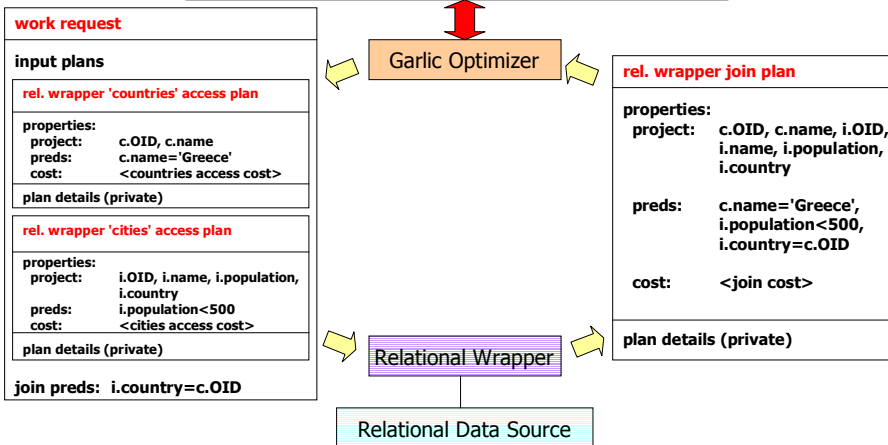 work request
input plans
rel. wrapper 'countries' access plan
properties:
project: c.OID, c.name
preds: c.name='Greece'
cost: <countries access cost>
plan details (private)
rel. wrapper 'cities' access plan
properties:
project: i.OID, i.name, i.population,
i.country
preds: i.population<500
cost: <cities access cost>
plan details (private)
join preds: i.country=c.OID
Garlic Optimizer
Relational Wrapper
Relational Data Source
rel. wrapper join plan
properties:
project: c.OID, c.name, i.OID,
i.name, i.population,
i.country
preds: c.name='Greece',
i.population<500,
i.country=c.OID
cost: <join cost>
plan details (private)